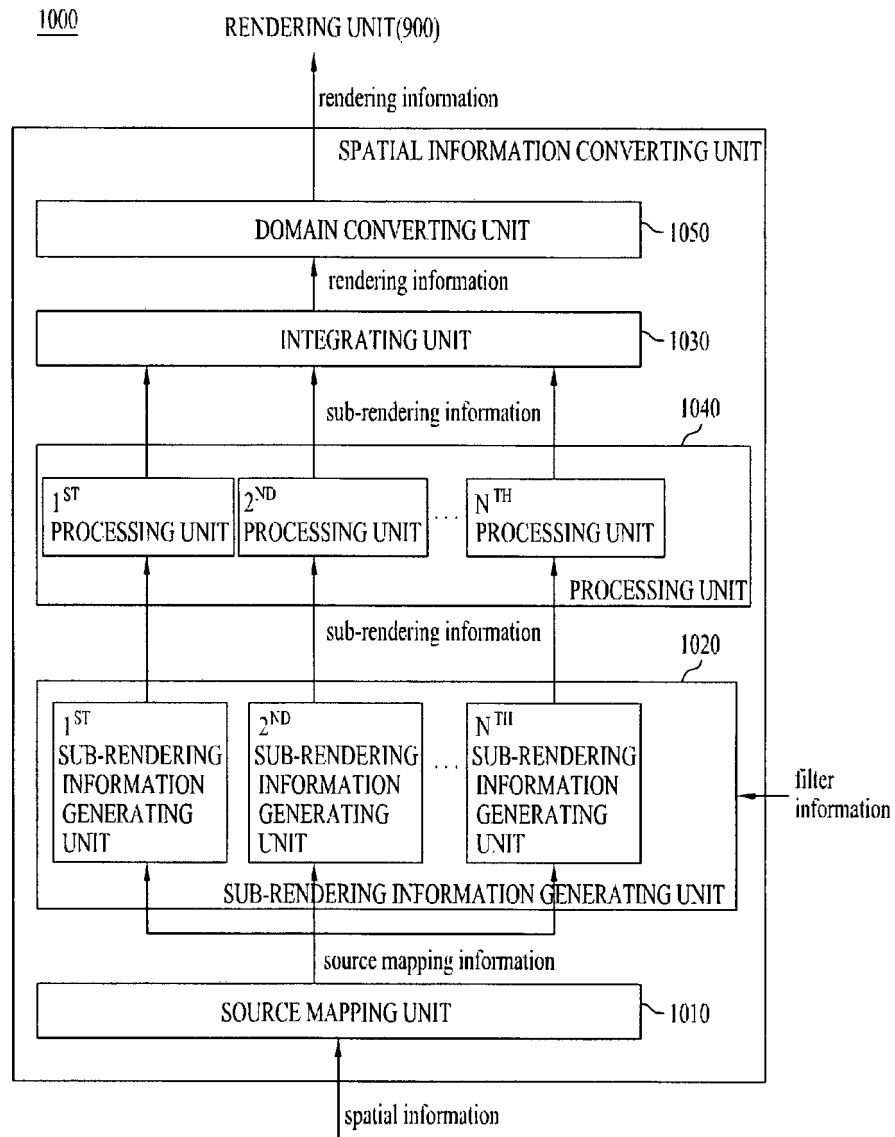 1000
RENDERING UNIT(900)
rendering information
SPATIAL INFORMATION CONVERTING UNIT
DOMAIN CONVERTING UNIT
1050
rendering information
INTEGRATING UNIT
1030
sub-rendering information
1040
1ST
PROCESSING UNIT
2ND
PROCESSING UNIT
...
NTH
PROCESSING UNIT
PROCESSING UNIT
sub-rendering information
1020
1ST
SUB-RENDERING
INFORMATION
GENERATING
UNIT
2ND
SUB-RENDERING
INFORMATION
GENERATING
UNIT
...
NTH
SUB-RENDERING
INFORMATION
GENERATING
UNIT
filter
information
SUB-RENDERING INFORMATION GENERATING UNIT
source mapping information
SOURCE MAPPING UNIT
1010
spatial information